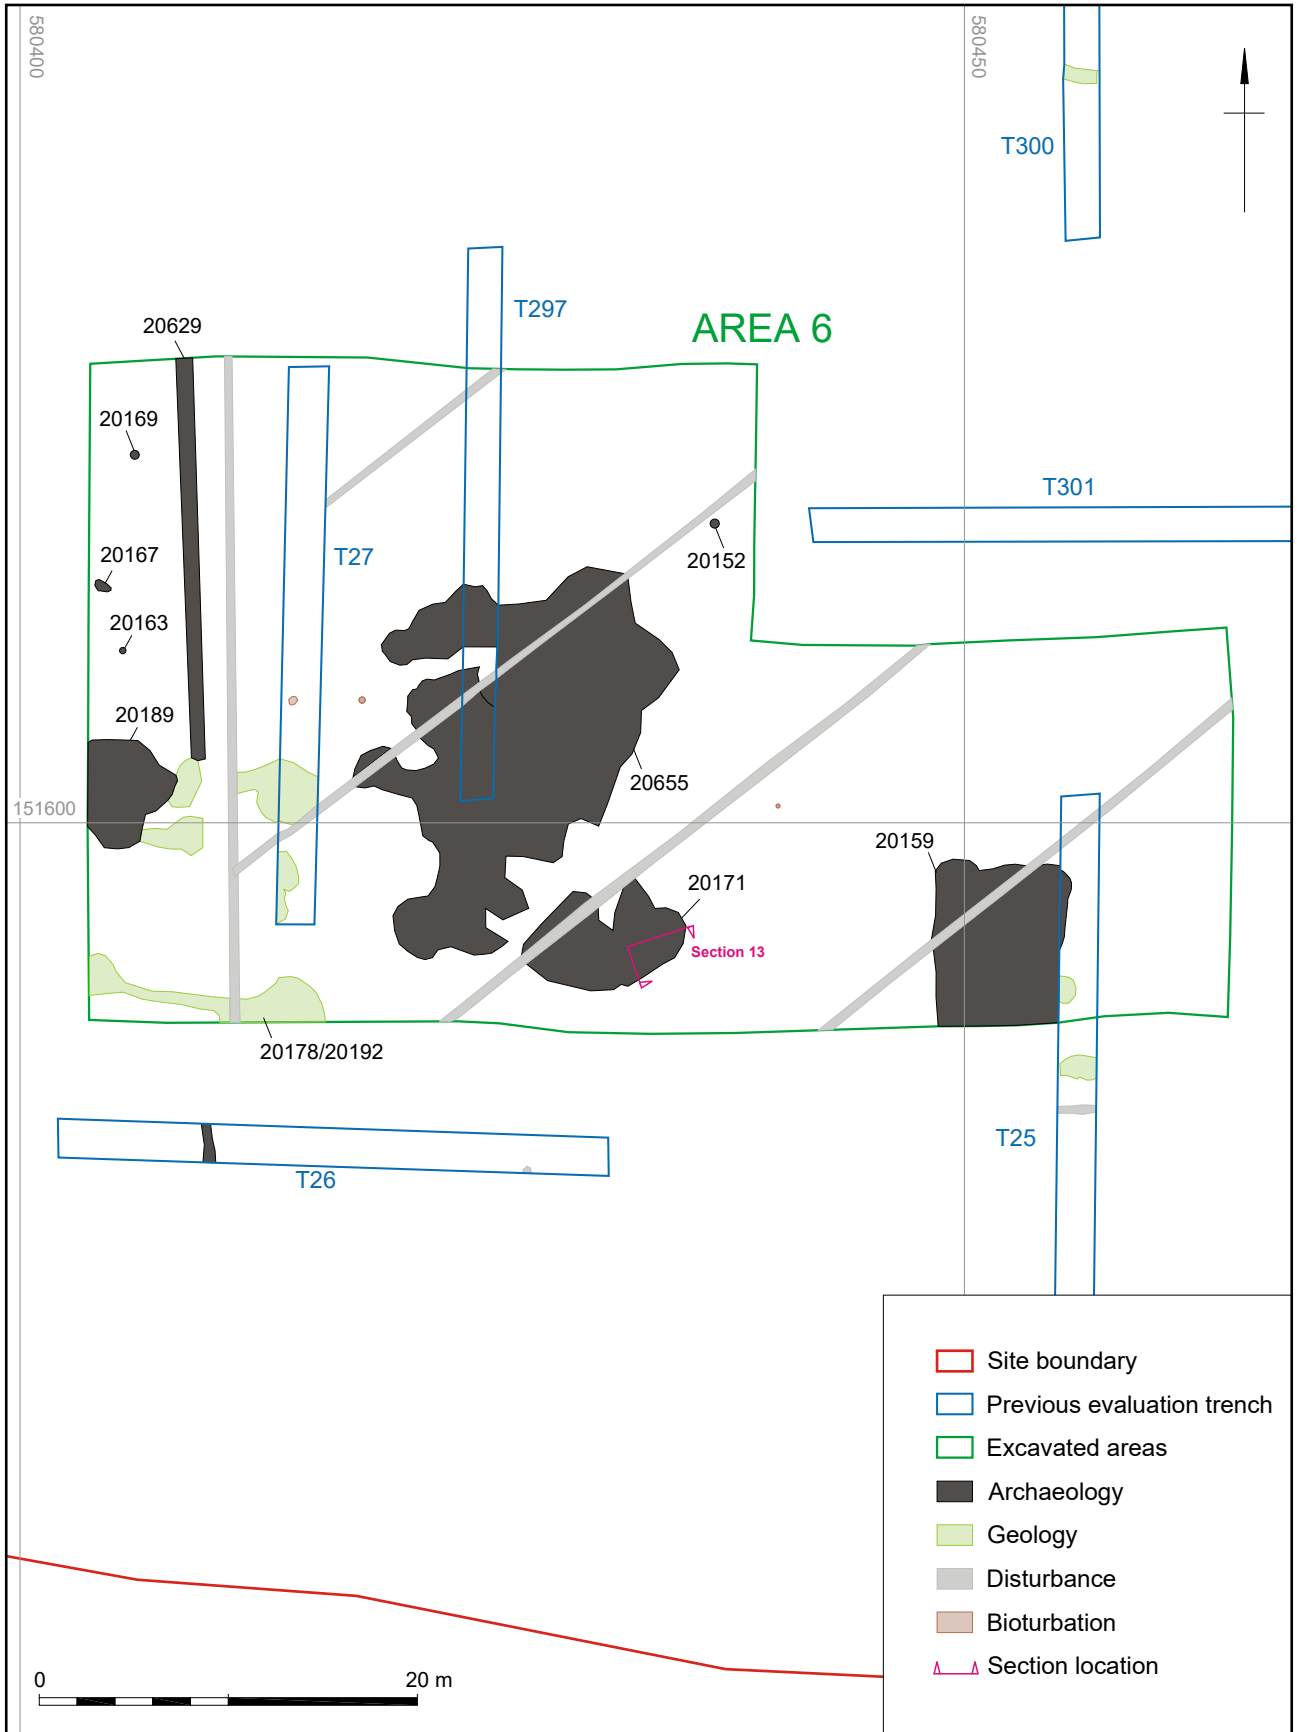 580400
580450
T300
T297
AREA 6
20629
20169
T301
20167
T27
20152
20163
20189
20655
151600
20159
20171
Section 13
20178/20192
T25
T26
Site boundary
Previous evaluation trench
Excavated areas
Archaeology
Geology
Disturbance
Bioturbation
Section location
0 20 m